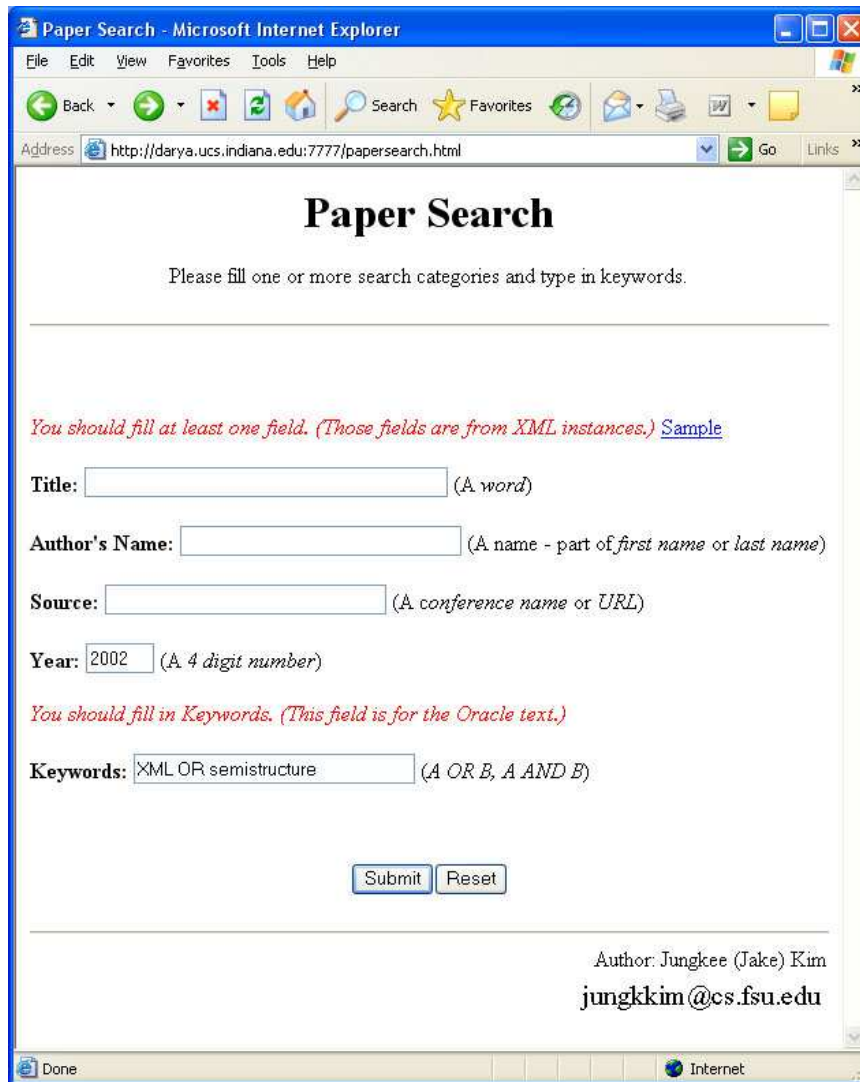 Paper Search - Microsoft Internet Explorer
File Edit View Favorites Tools Help
Back Search Favorites »
Address http://darya.ucs.indiana.edu:7777/papersearch.html Go Links »
Paper Search
Please fill one or more search categories and type in keywords.
You should fill at least one field. (Those fields are from XML instances.) Sample
Title: (A word)
Author's Name: (A name - part of first name or last name)
Source: (A conference name or URL)
Year: 2002 (A 4 digit number)
You should fill in Keywords. (This field is for the Oracle text.)
Keywords: XML OR semistructure (A OR B, A AND B)
Submit Reset
Author: Jungkee (Jake) Kim
jungkkim@cs.fsu.edu
Done Internet